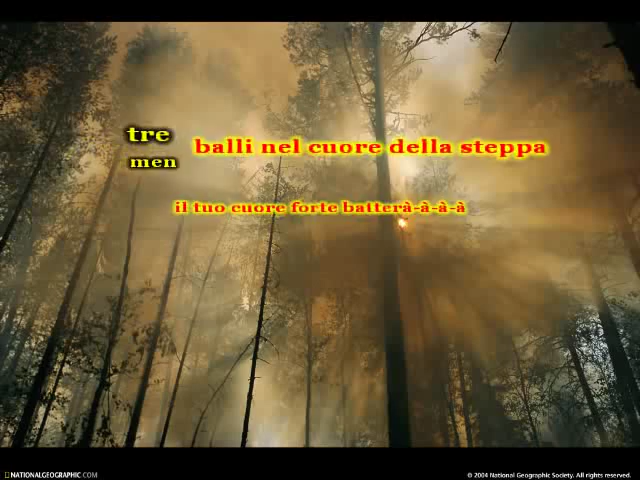 tre
men
balli nel cuore della steppa
il tuo cuore forte batterà-à-à-à
NATIONALGEOGRAPHIC.COM
© 2004 National Geographic Society. All rights reserved.